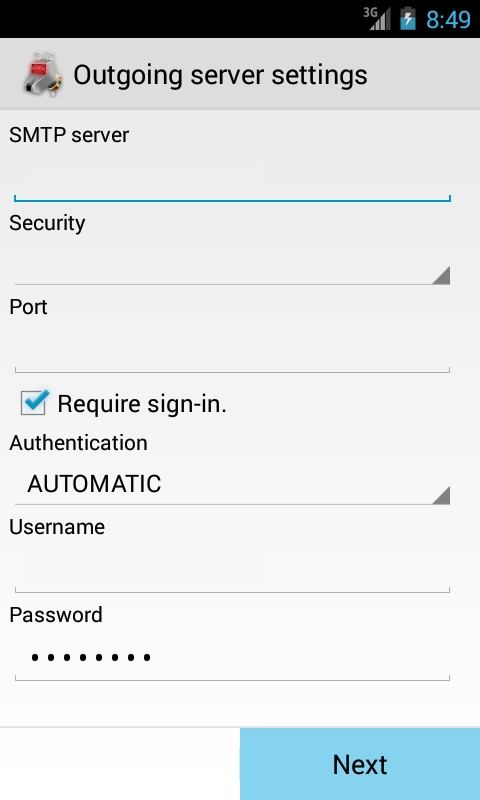 3G 8:49
Outgoing server settings
SMTP server
Security
Port
Require sign-in.
Authentication
AUTOMATIC
Username
Password
Next